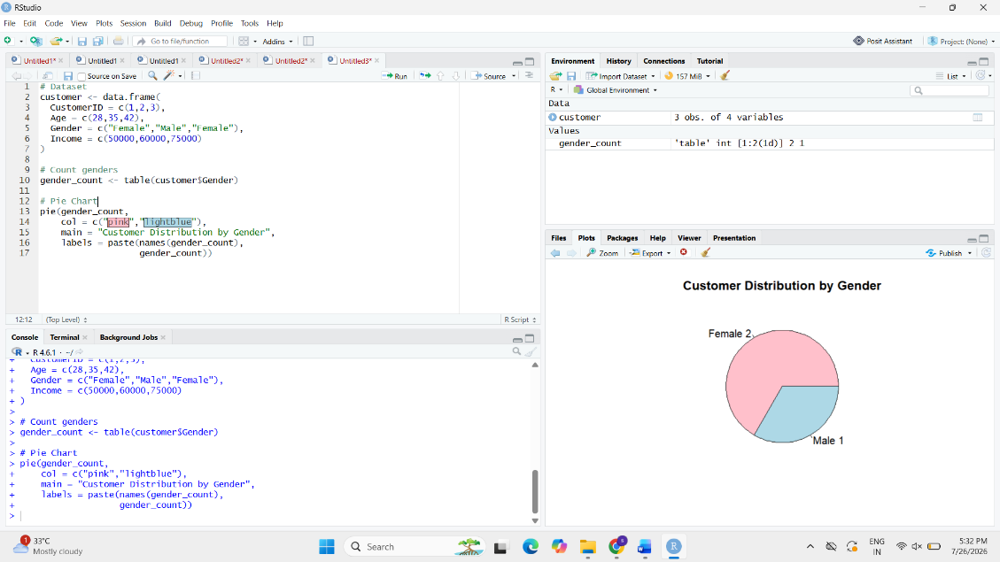 RStudio
File Edit Code View Plots Session Build Debug Profile Tools Help
Go to file/function Addins Posit Assistant Project: (None)
Untitled1* Untitled1 Untitled1 Untitled2* Untitled2* Untitled3*
Source on Save Run Source
1 # Dataset
2 customer <- data.frame(
3 CustomerID = c(1,2,3),
4 Age = c(28,35,42),
5 Gender = c("Female","Male","Female"),
6 Income = c(50000,60000,75000)
7 )
8
9 # Count genders
10 gender_count <- table(customer$Gender)
11
12 # Pie Chart
13 pie(gender_count,
14 col = c("pink","lightblue"),
15 main = "Customer Distribution by Gender",
16 labels = paste(names(gender_count),
17 gender_count))
12:12 (Top Level) R Script
Console Terminal Background Jobs
R 4.6.1 · ~/
+ CustomerID = c(1,2,3),
+ Age = c(28,35,42),
+ Gender = c("Female","Male","Female"),
+ Income = c(50000,60000,75000)
+ )
>
> # Count genders
> gender_count <- table(customer$Gender)
>
> # Pie Chart
> pie(gender_count,
+ col = c("pink","lightblue"),
+ main = "Customer Distribution by Gender",
+ labels = paste(names(gender_count),
+ gender_count))
>
Environment History Connections Tutorial
Import Dataset 157 MiB List
R Global Environment
Data
customer 3 obs. of 4 variables
Values
gender_count 'table' int [1:2(1d)] 2 1
Files Plots Packages Help Viewer Presentation
Zoom Export Publish
Customer Distribution by Gender
Female 2
Male 1
1 33°C
Mostly cloudy
Search
ENG
IN
5:32 PM
7/26/2026